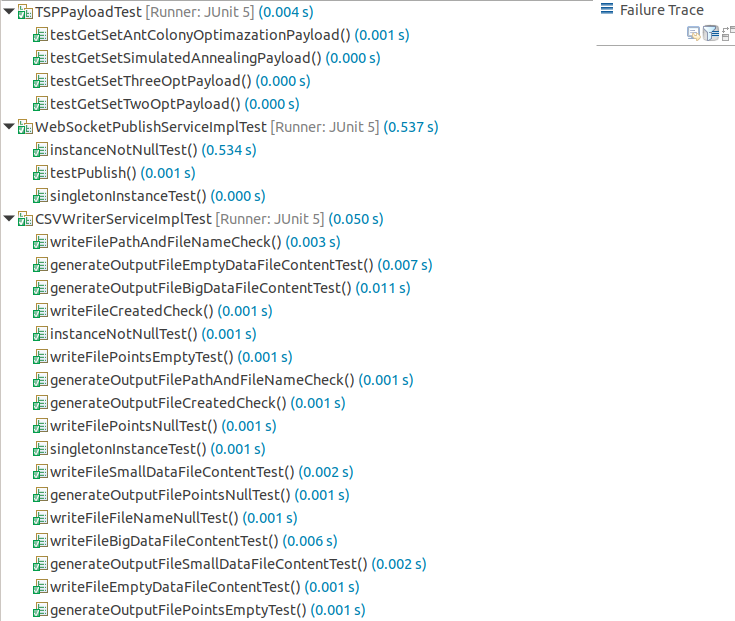 TSPPayloadTest [Runner: JUnit 5] (0.004 s)
Failure Trace
testGetSetAntColonyOptimazationPayload() (0.001 s)
testGetSetSimulatedAnnealingPayload() (0.000 s)
testGetSetThreeOptPayload() (0.000 s)
testGetSetTwoOptPayload() (0.000 s)
WebSocketPublishServiceImplTest [Runner: JUnit 5] (0.537 s)
instanceNotNullTest() (0.534 s)
testPublish() (0.001 s)
singletonInstanceTest() (0.000 s)
CSVWriterServiceImplTest [Runner: JUnit 5] (0.050 s)
writeFilePathAndFileNameCheck() (0.003 s)
generateOutputFileEmptyDataFileContentTest() (0.007 s)
generateOutputFileBigDataFileContentTest() (0.011 s)
writeFileCreatedCheck() (0.001 s)
instanceNotNullTest() (0.001 s)
writeFilePointsEmptyTest() (0.001 s)
generateOutputFilePathAndFileNameCheck() (0.001 s)
generateOutputFileCreatedCheck() (0.001 s)
writeFilePointsNullTest() (0.001 s)
singletonInstanceTest() (0.001 s)
writeFileSmallDataFileContentTest() (0.002 s)
generateOutputFilePointsNullTest() (0.001 s)
writeFileFileNameNullTest() (0.001 s)
writeFileBigDataFileContentTest() (0.006 s)
generateOutputFileSmallDataFileContentTest() (0.002 s)
writeFileEmptyDataFileContentTest() (0.001 s)
generateOutputFilePointsEmptyTest() (0.001 s)